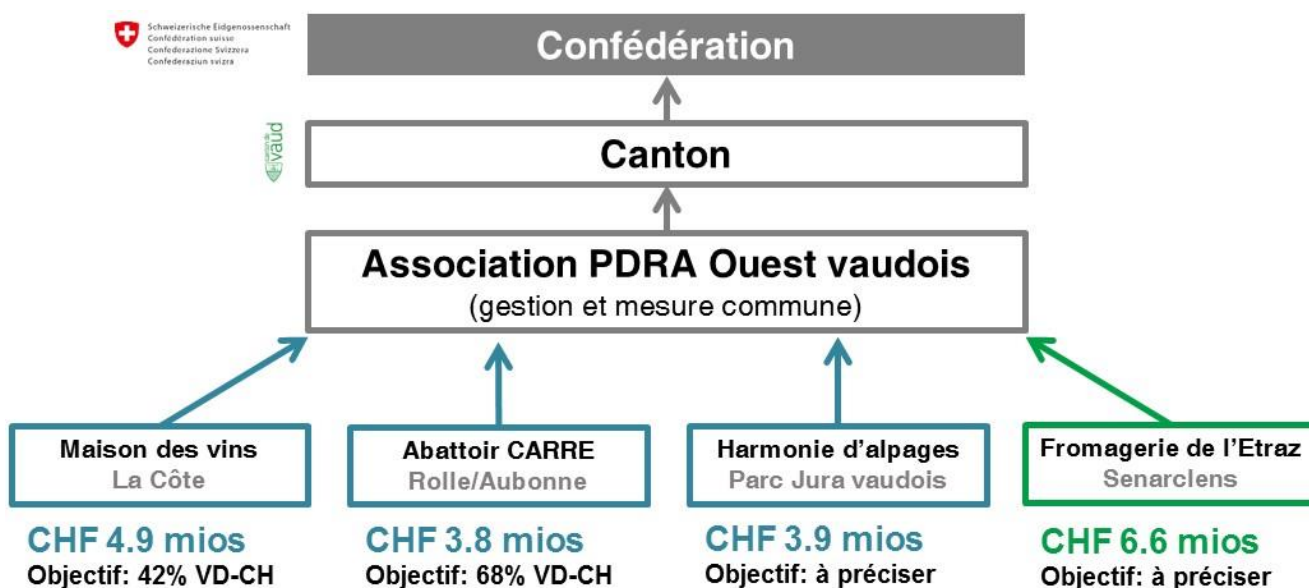 Schweizerische Eidgenossenschaft
Confédération suisse
Confederazione Svizzera
Confederaziun svizra
Confédération
canton de
vaud
Canton
Association PDRA Ouest vaudois
(gestion et mesure commune)
Maison des vins
La Côte
Abattoir CARRE
Rolle/Aubonne
Harmonie d'alpages
Parc Jura vaudois
Fromagerie de l'Etraz
Senarclens
CHF 4.9 mios
Objectif: 42% VD-CH
CHF 3.8 mios
Objectif: 68% VD-CH
CHF 3.9 mios
Objectif: à préciser
CHF 6.6 mios
Objectif: à préciser